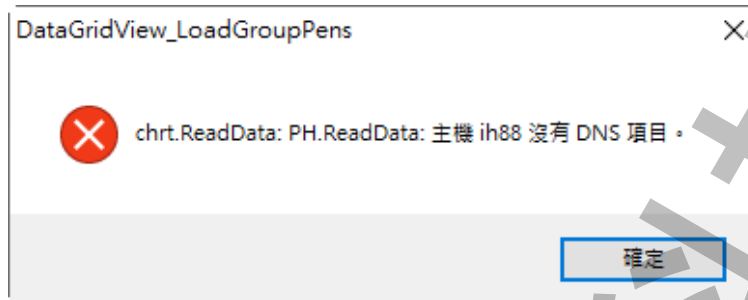 DataGridView_LoadGroupPens
chrt.ReadData: PH.ReadData: 主機 ih88 沒有 DNS 項目。
確定